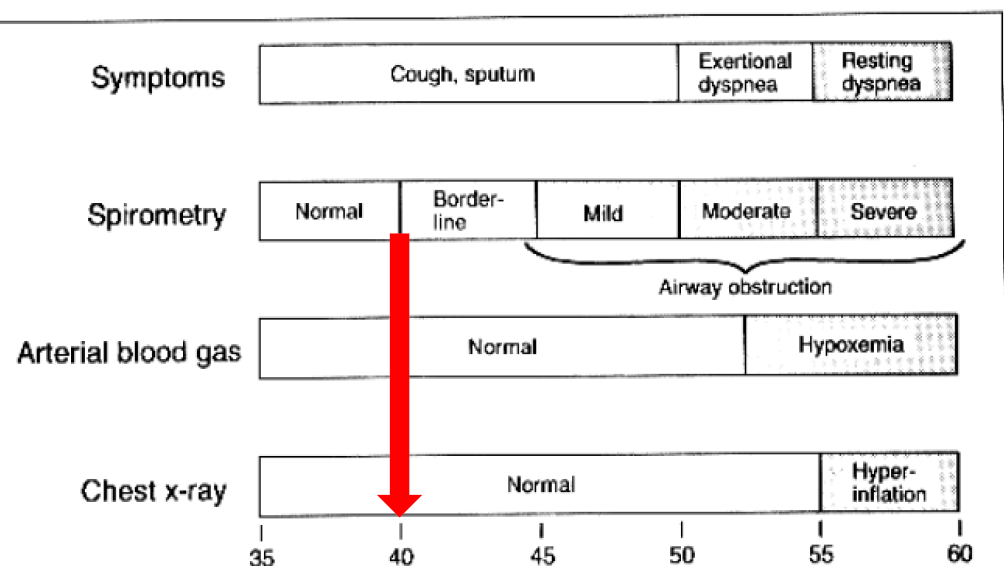 Symptoms
Cough, sputum
Exertional
dyspnea
Resting
dyspnea
Spirometry
Normal
Border-
line
Mild
Moderate
Severe
Airway obstruction
Arterial blood gas
Normal
Hypoxemia
Chest x-ray
Normal
Hyper-
inflation
35 40 45 50 55 60